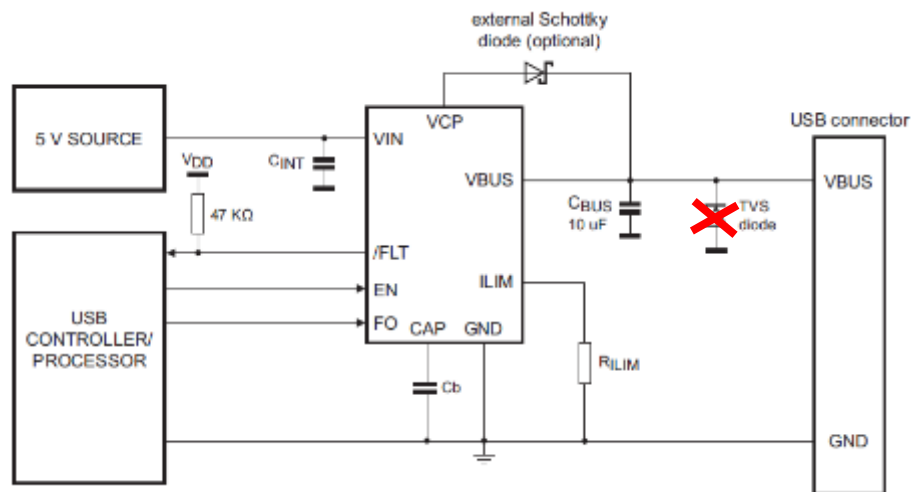 external Schottky
diode (optional)
5 V SOURCE
VIN
VCP
USB connector
VDD
CINT
VBUS
CBUS
10 uF
TVS
diode
VBUS
47 KΩ
/FLT
EN
ILIM
USB
CONTROLLER/
PROCESSOR
FO
CAP
GND
RILIM
Cb
GND